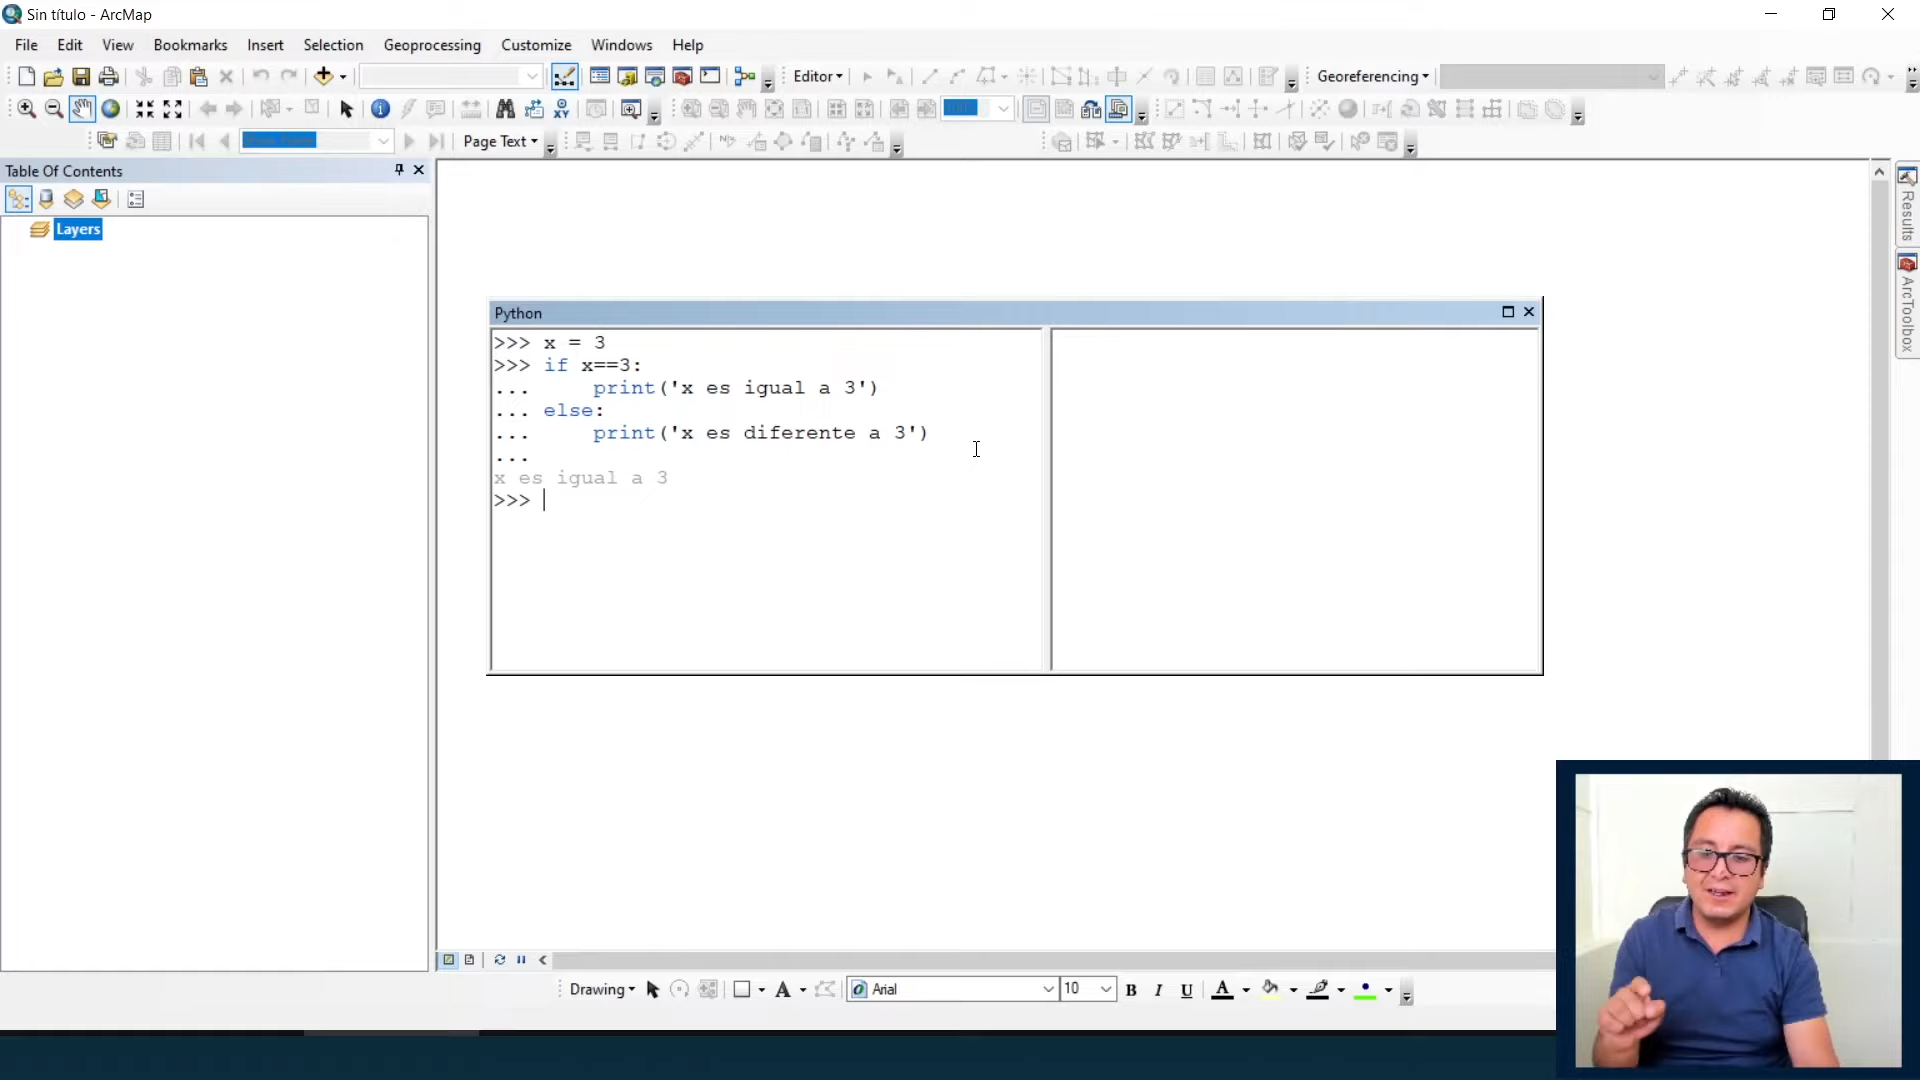 Sin título - ArcMap
File Edit View Bookmarks Insert Selection Geoprocessing Customize Windows Help
Editor
Georeferencing
Page Text
Table Of Contents
Layers
Results
ArcToolbox
Python
>>> x = 3
>>> if x==3:
...     print('x es igual a 3')
... else:
...     print('x es diferente a 3')
...
x es igual a 3
>>>
Drawing
A
Arial
10
B I U A